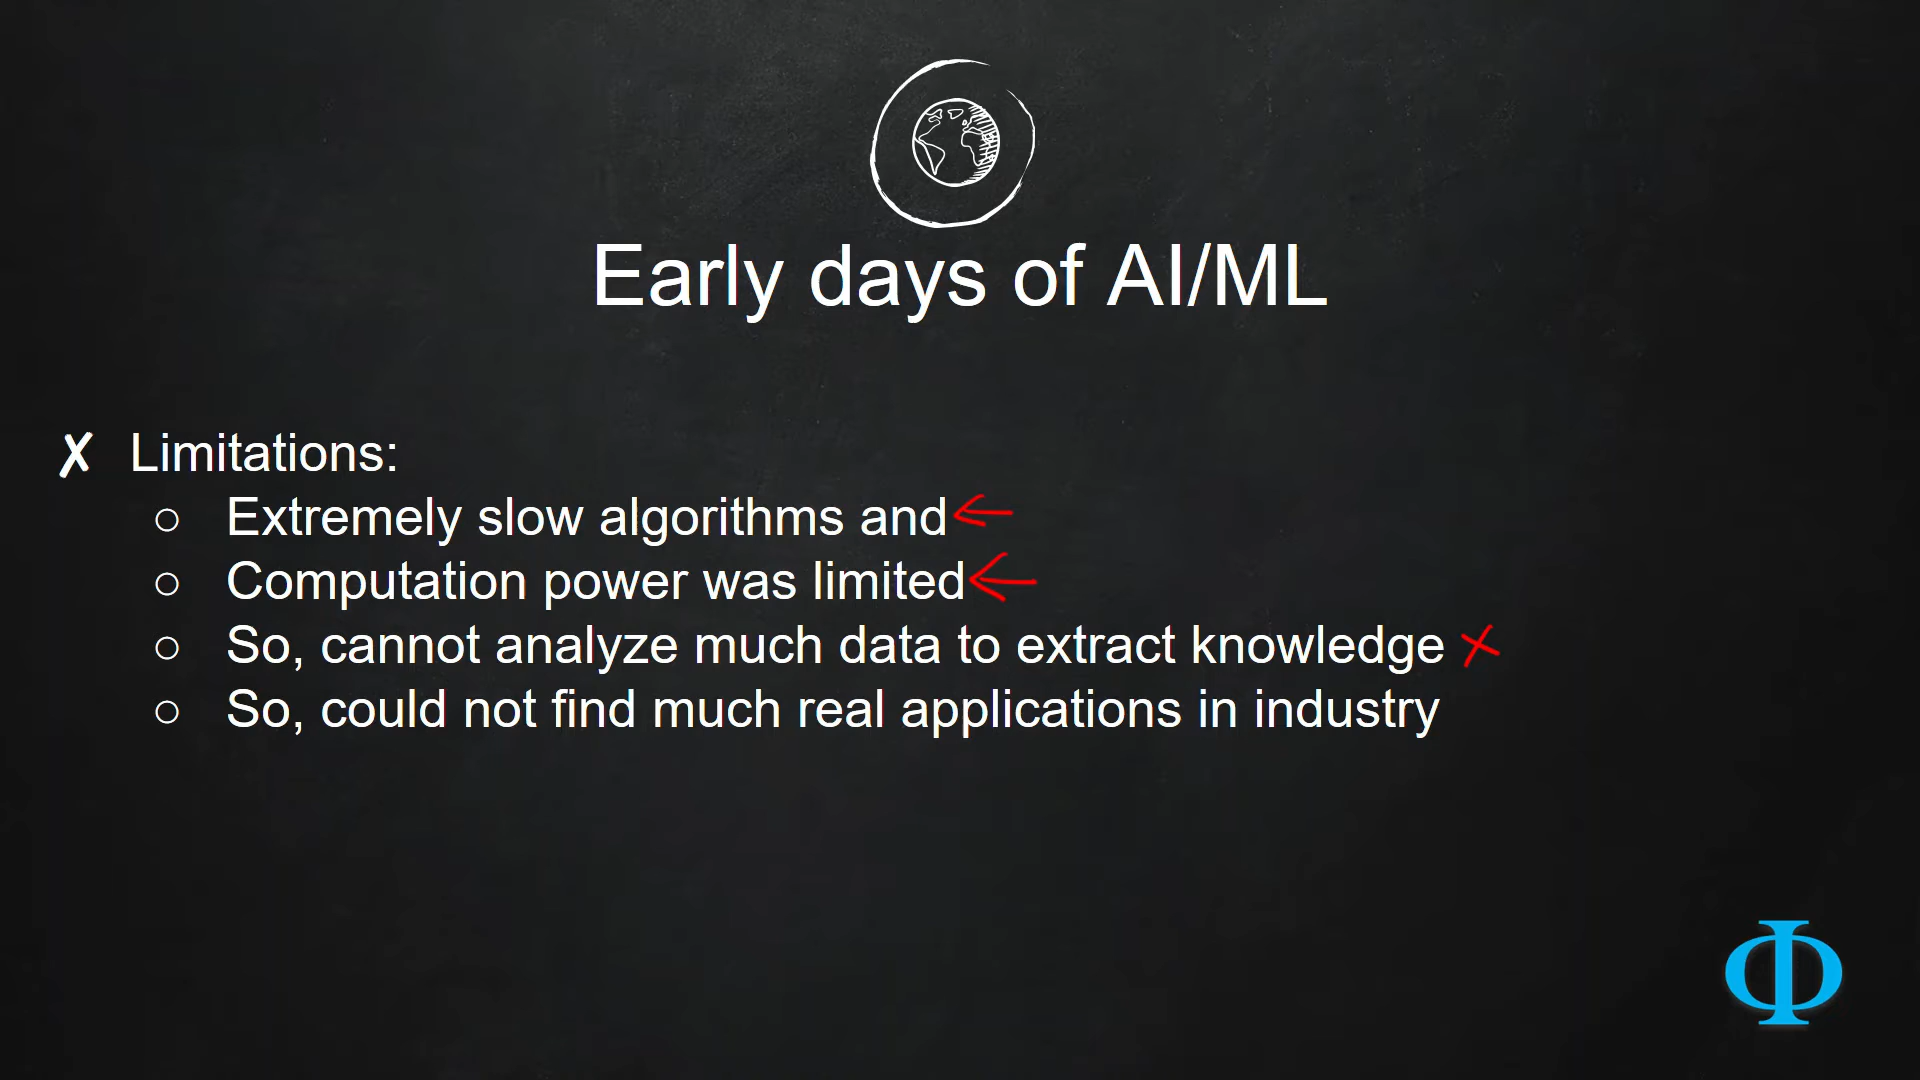 Early days of AI/ML
✗ Limitations:
○ Extremely slow algorithms and
○ Computation power was limited
○ So, cannot analyze much data to extract knowledge
○ So, could not find much real applications in industry
Φ